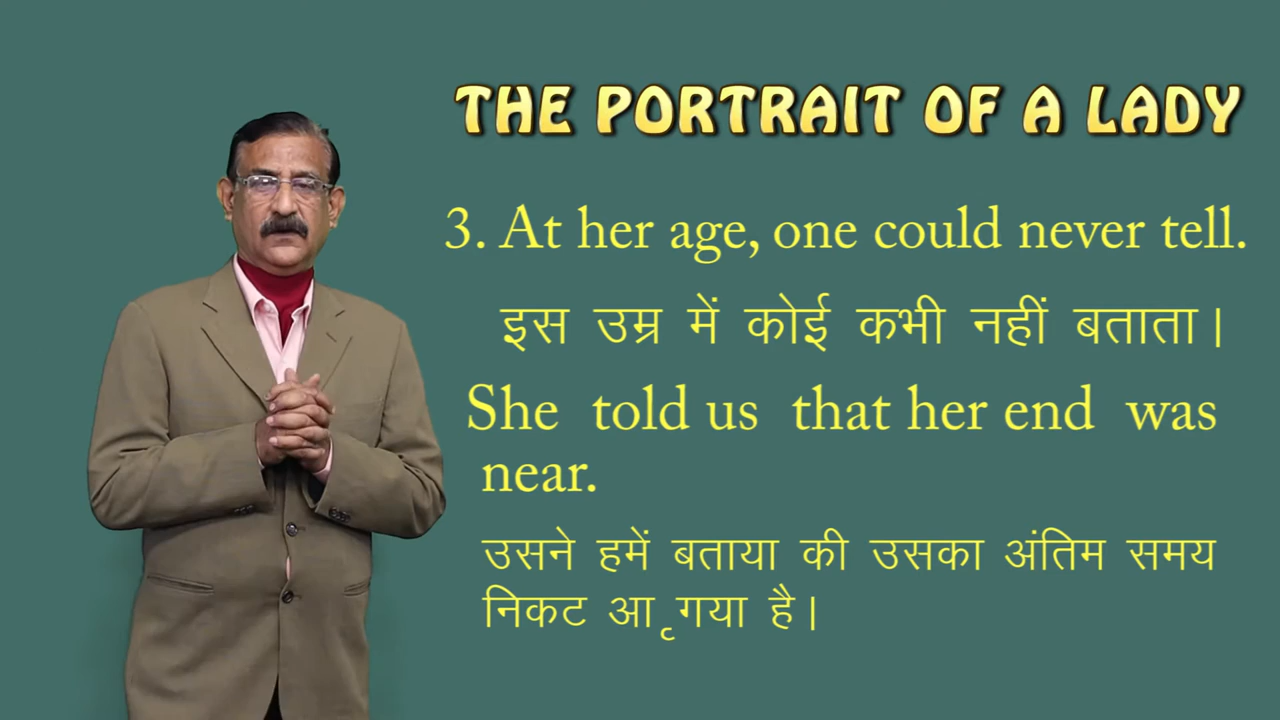 THE PORTRAIT OF A LADY
3. At her age, one could never tell.
इस उम्र में कोई कभी नहीं बताता।
She told us that her end was
near.
उसने हमें बताया की उसका अंतिम समय
निकट आ ृगया है।